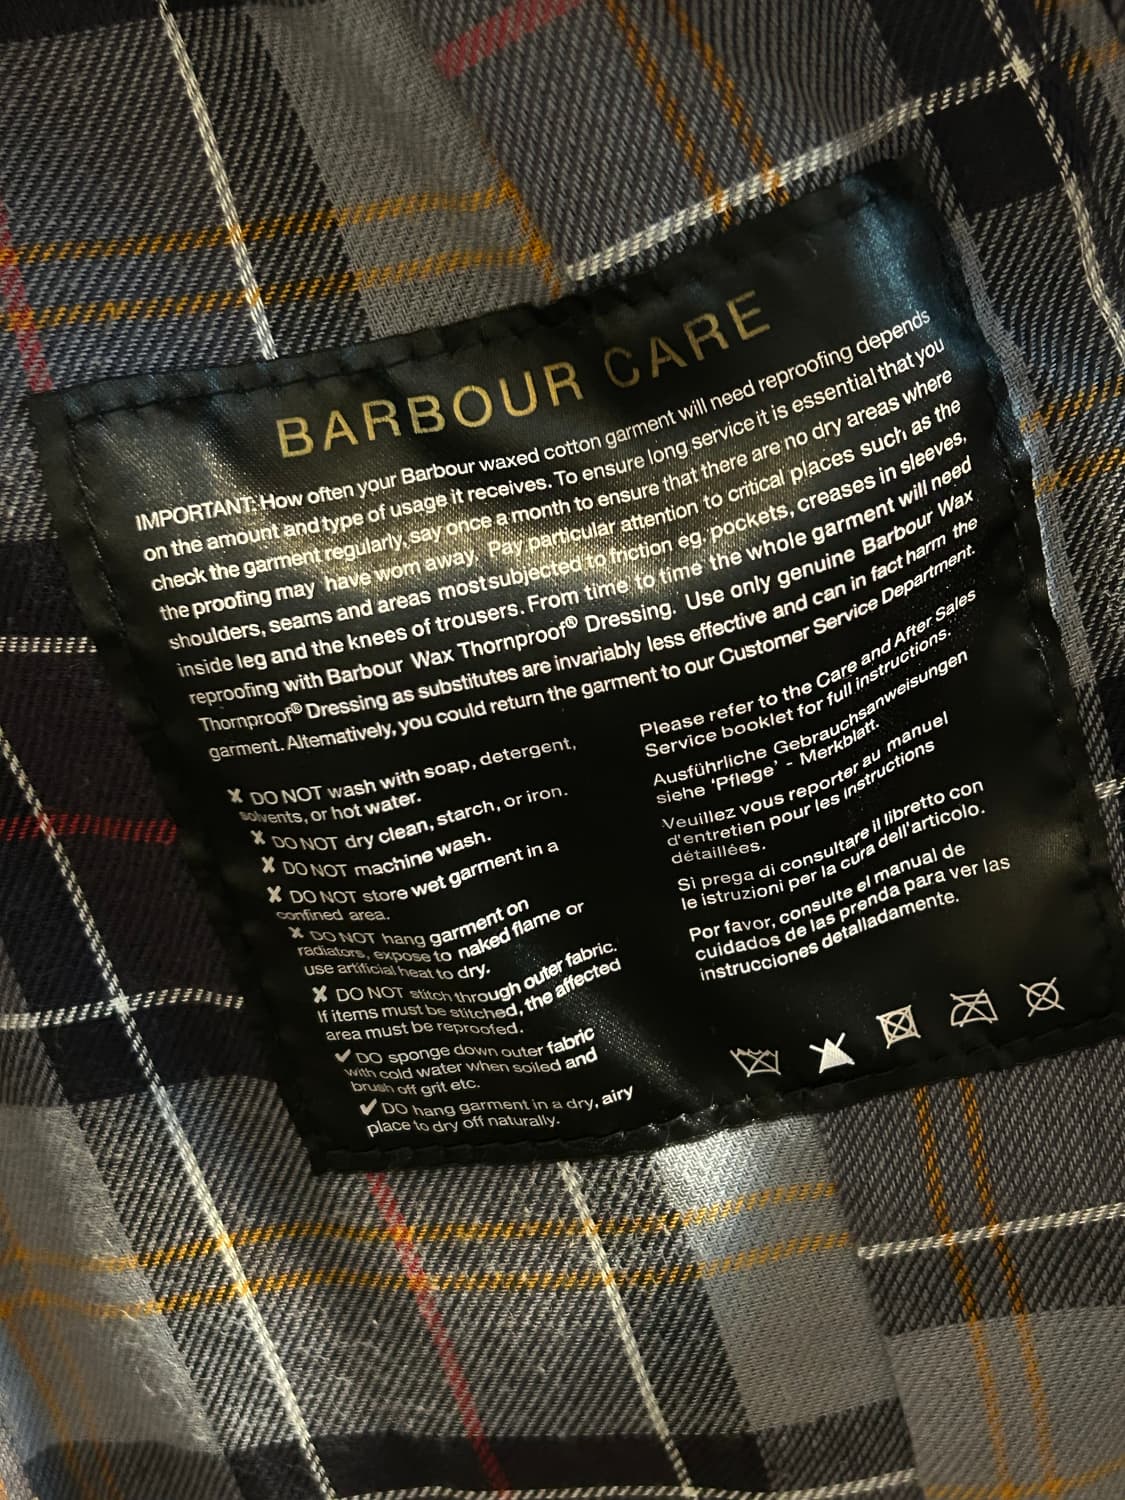 BARBOUR CARE
IMPORTANT: How often your Barbour waxed cotton garment will need reproofing depends
on the amount and type of usage it receives. To ensure long service it is essential that you
check the garment regularly, say once a month to ensure that there are no dry areas where
the proofing may have worn away. Pay particular attention to critical places such as the
shoulders, seams and areas most subjected to friction eg. pockets, creases in sleeves,
inside leg and the knees of trousers. From time to time the whole garment will need
reproofing with Barbour Wax Thornproof® Dressing. Use only genuine Barbour Wax
Thornproof® Dressing as substitutes are invariably less effective and can in fact harm the
garment. Alternatively, you could return the garment to our Customer Service Department.
✘ DO NOT wash with soap, detergent,
solvents, or hot water.
✘ DO NOT dry clean, starch, or iron.
✘ DO NOT machine wash.
✘ DO NOT store wet garment in a
confined area.
✘ DO NOT hang garment on
radiators, expose to naked flame or
use artificial heat to dry.
✘ DO NOT stitch through outer fabric.
If items must be stitched, the affected
area must be reproofed.
✔ DO sponge down outer fabric
with cold water when soiled and
brush off grit etc.
✔ DO hang garment in a dry, airy
place to dry off naturally.
Please refer to the Care and After Sales
Service booklet for full instructions.
Ausführliche Gebrauchsanweisungen
siehe 'Pflege' - Merkblatt.
Veuillez vous reporter au manuel
d'entretien pour les instructions
détaillées.
Si prega di consultare il libretto con
le istruzioni per la cura dell'articolo.
Por favor, consulte el manual de
cuidados de las prenda para ver las
instrucciones detalladamente.